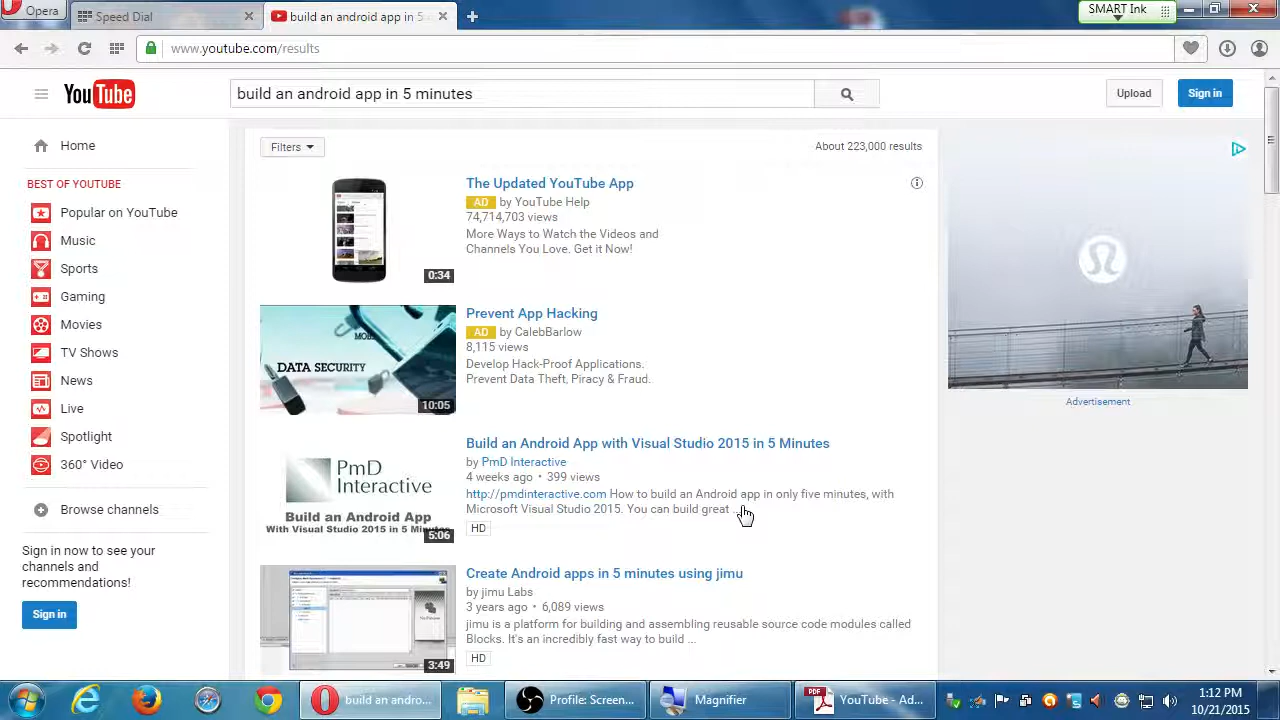 Opera
Speed Dial
build an android app in 5
SMART Ink
www.youtube.com/results
YouTube
build an android app in 5 minutes
Upload
Sign in
Home
BEST OF YOUTUBE
Popular on YouTube
Music
Sports
Gaming
Movies
TV Shows
News
Live
Spotlight
360° Video
Browse channels
Sign in now to see your
channels and
recommendations!
Sign in
Filters
About 223,000 results
The Updated YouTube App
AD by YouTube Help
74,714,703 views
More Ways to Watch the Videos and
Channels You Love. Get it Now!
0:34
Prevent App Hacking
AD by CalebBarlow
8,115 views
Develop Hack-Proof Applications.
Prevent Data Theft, Piracy & Fraud.
DATA SECURITY
10:05
Build an Android App with Visual Studio 2015 in 5 Minutes
by PmD Interactive
4 weeks ago • 399 views
http://pmdinteractive.com How to build an Android app in only five minutes, with
Microsoft Visual Studio 2015. You can build great ...
HD
PmD
Interactive
Build an Android App
With Visual Studio 2015 in 5 Minutes
5:06
Create Android apps in 5 minutes using jimu
by jimu Labs
3 years ago • 6,089 views
jimu is a platform for building and assembling reusable source code modules called
Blocks. It's an incredibly fast way to build ...
HD
3:49
Advertisement
build an andro...
Profile: Screen...
Magnifier
PDF
YouTube - Ad...
1:12 PM
10/21/2015